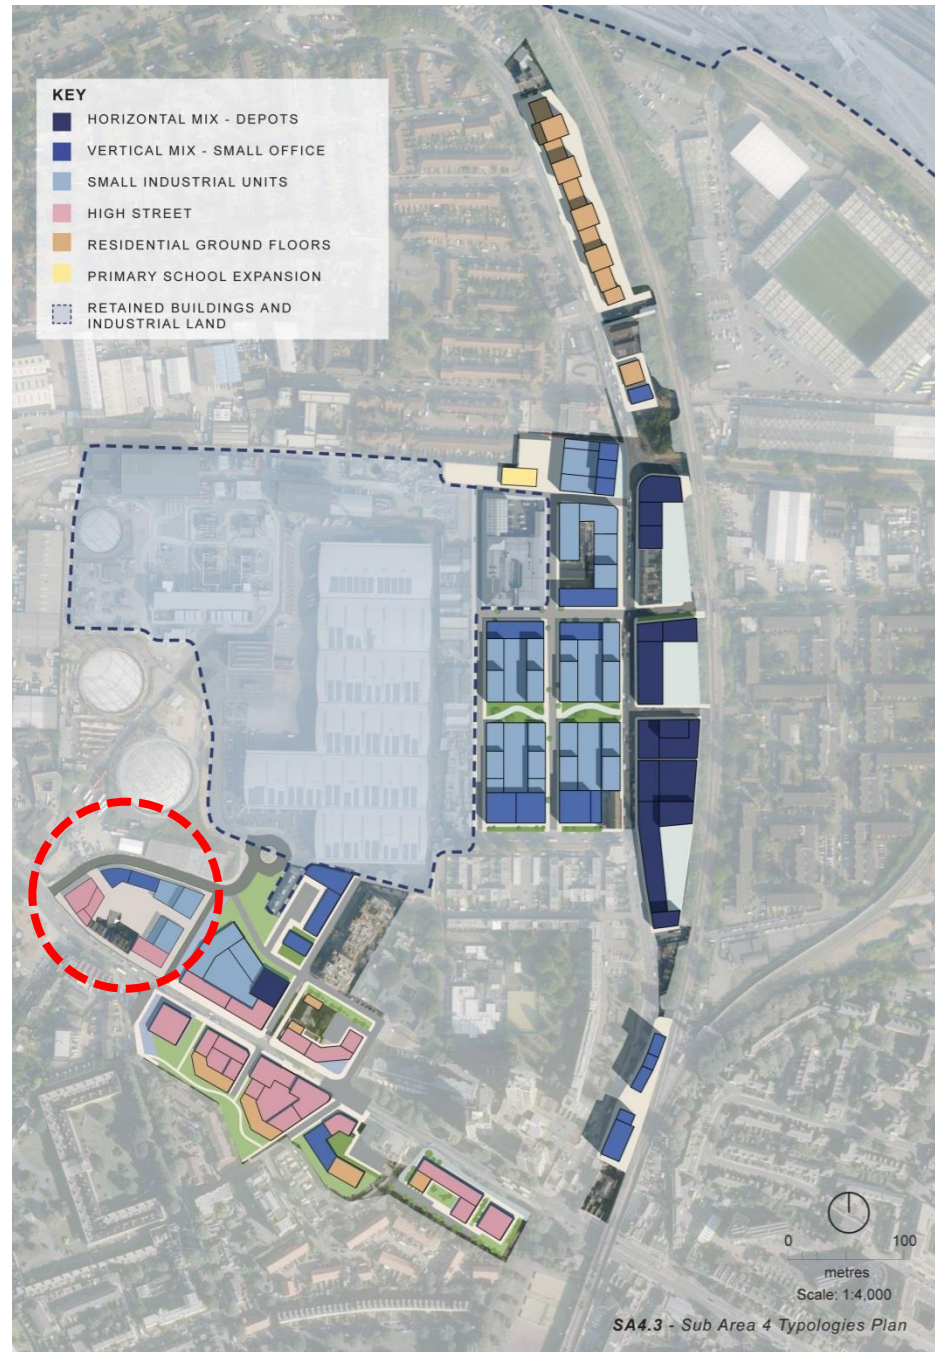 KEY
HORIZONTAL MIX - DEPOTS
VERTICAL MIX - SMALL OFFICE
SMALL INDUSTRIAL UNITS
HIGH STREET
RESIDENTIAL GROUND FLOORS
PRIMARY SCHOOL EXPANSION
RETAINED BUILDINGS AND
INDUSTRIAL LAND
0 100
metres
Scale: 1:4,000
SA4.3 - Sub Area 4 Typologies Plan